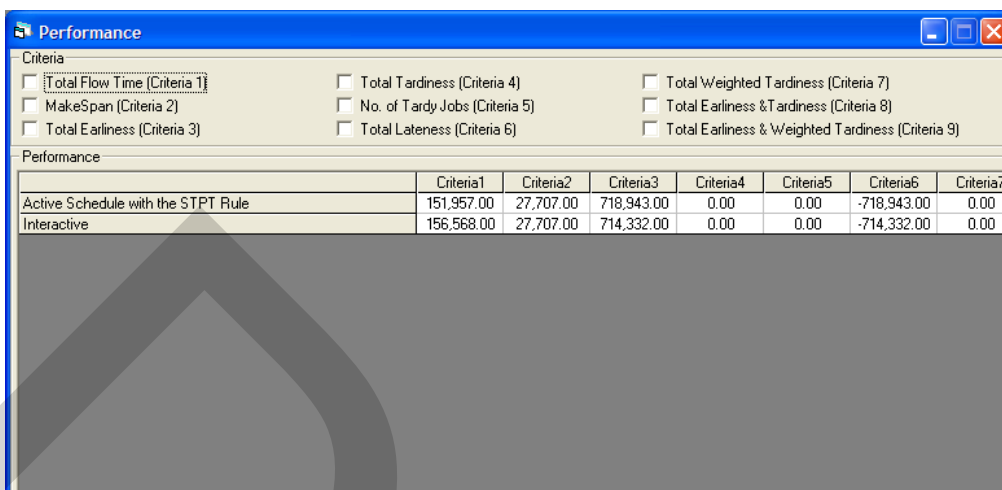 Performance
Criteria
Total Flow Time (Criteria 1) Total Tardiness (Criteria 4) Total Weighted Tardiness (Criteria 7)
MakeSpan (Criteria 2) No. of Tardy Jobs (Criteria 5) Total Earliness &Tardiness (Criteria 8)
Total Earliness (Criteria 3) Total Lateness (Criteria 6) Total Earliness & Weighted Tardiness (Criteria 9)
Performance
Criteria1 Criteria2 Criteria3 Criteria4 Criteria5 Criteria6 Criteria7
Active Schedule with the STPT Rule 151,957.00 27,707.00 718,943.00 0.00 0.00 -718,943.00 0.00
Interactive 156,568.00 27,707.00 714,332.00 0.00 0.00 -714,332.00 0.00